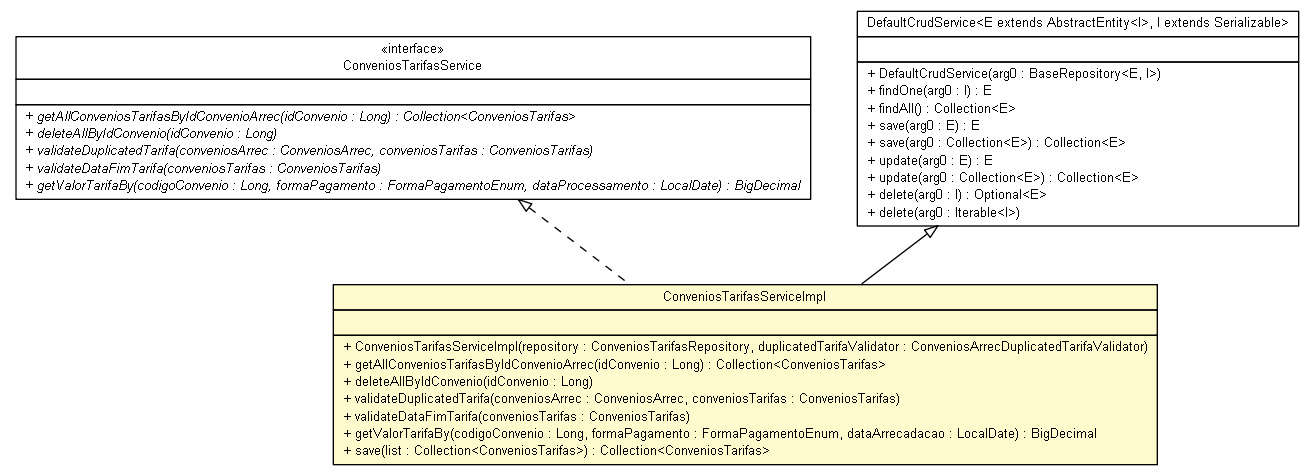 «interface»
ConveniosTarifasService
+ getAllConveniosTarifasByIdConvenioArrec(idConvenio : Long) : Collection<ConveniosTarifas>
+ deleteAllByIdConvenio(idConvenio : Long)
+ validateDuplicatedTarifa(conveniosArrec : ConveniosArrec, conveniosTarifas : ConveniosTarifas)
+ validateDataFimTarifa(conveniosTarifas : ConveniosTarifas)
+ getValorTarifaBy(codigoConvenio : Long, formaPagamento : FormaPagamentoEnum, dataProcessamento : LocalDate) : BigDecimal
DefaultCrudService<E extends AbstractEntity<I>, I extends Serializable>
+ DefaultCrudService(arg0 : BaseRepository<E, I>)
+ findOne(arg0 : I) : E
+ findAll() : Collection<E>
+ save(arg0 : E) : E
+ save(arg0 : Collection<E>) : Collection<E>
+ update(arg0 : E) : E
+ update(arg0 : Collection<E>) : Collection<E>
+ delete(arg0 : I) : Optional<E>
+ delete(arg0 : Iterable<I>)
ConveniosTarifasServiceImpl
+ ConveniosTarifasServiceImpl(repository : ConveniosTarifasRepository, duplicatedTarifaValidator : ConveniosArrecDuplicatedTarifaValidator)
+ getAllConveniosTarifasByIdConvenioArrec(idConvenio : Long) : Collection<ConveniosTarifas>
+ deleteAllByIdConvenio(idConvenio : Long)
+ validateDuplicatedTarifa(conveniosArrec : ConveniosArrec, conveniosTarifas : ConveniosTarifas)
+ validateDataFimTarifa(conveniosTarifas : ConveniosTarifas)
+ getValorTarifaBy(codigoConvenio : Long, formaPagamento : FormaPagamentoEnum, dataArrecadacao : LocalDate) : BigDecimal
+ save(list : Collection<ConveniosTarifas>) : Collection<ConveniosTarifas>